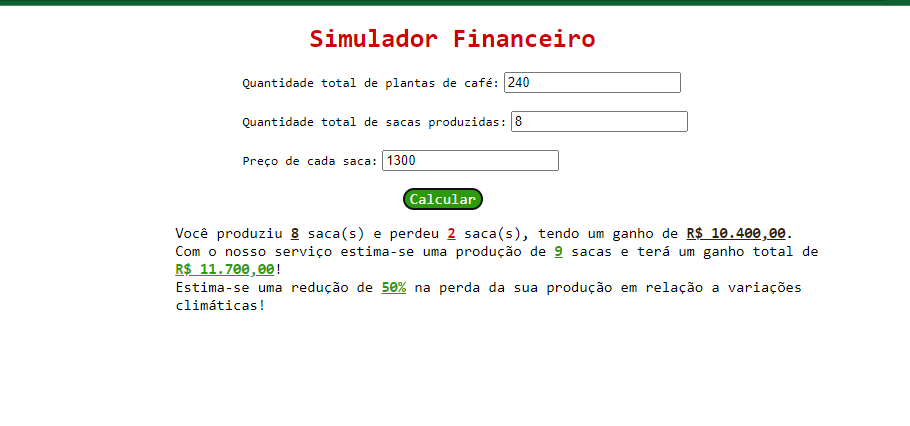 Simulador Financeiro
Quantidade total de plantas de café: 240
Quantidade total de sacas produzidas: 8
Preço de cada saca: 1300
Calcular
Você produziu 8 saca(s) e perdeu 2 saca(s), tendo um ganho de R$ 10.400,00.
Com o nosso serviço estima-se uma produção de 9 sacas e terá um ganho total de
R$ 11.700,00!
Estima-se uma redução de 50% na perda da sua produção em relação a variações
climáticas!